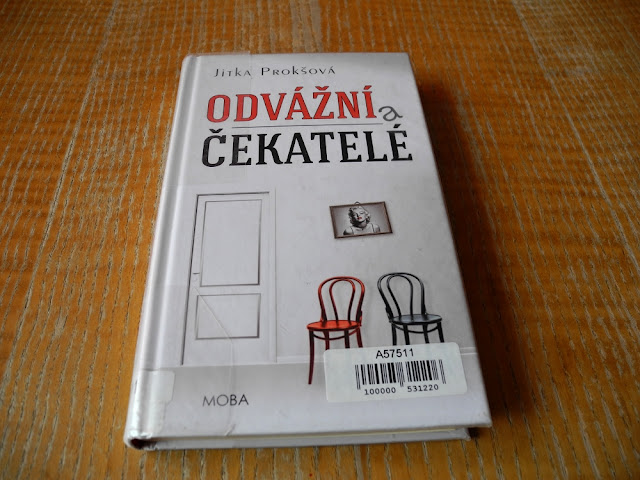 Jitka Prokšová
ODVÁŽNÍ a
ČEKATELÉ
A57511
100000 531220
MOBA